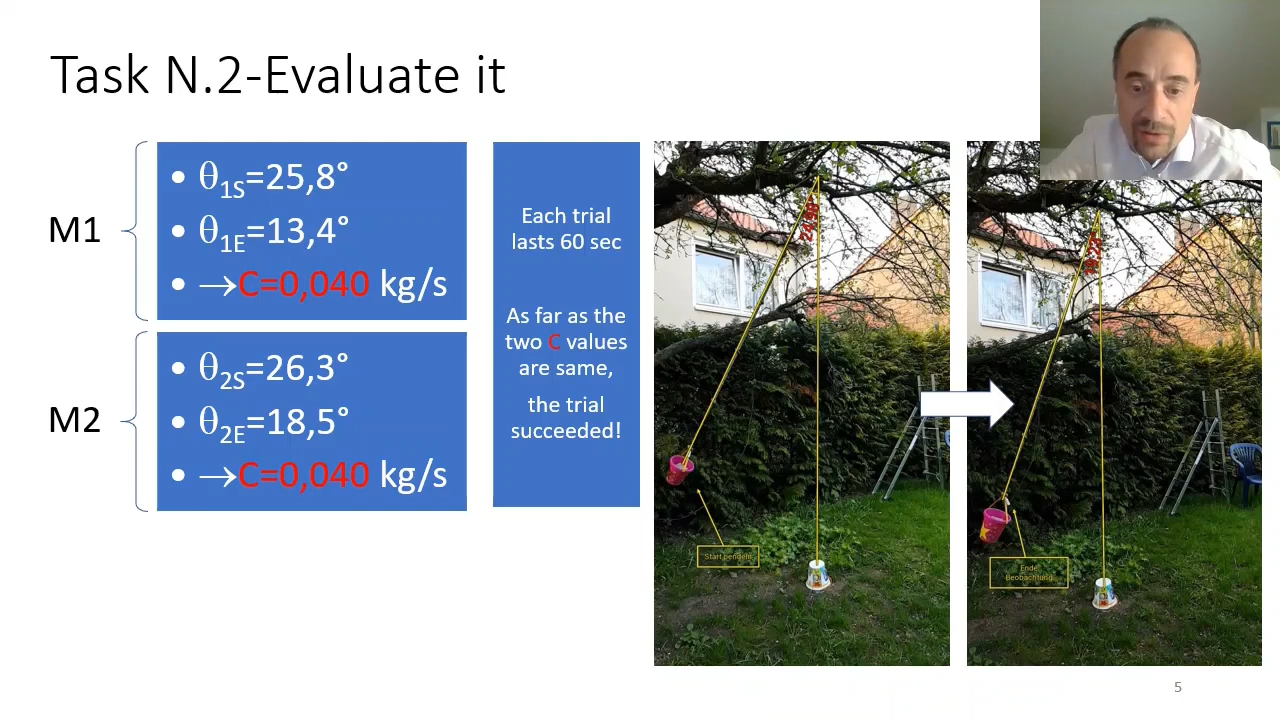 Task N.2-Evaluate it
M1
• θ1S=25,8°
• θ1E=13,4°
• →C=0,040 kg/s
M2
• θ2S=26,3°
• θ2E=18,5°
• →C=0,040 kg/s
Each trial
lasts 60 sec
As far as the
two C values
are same,
the trial
succeeded!
Start pendeln
Ende
Beobachtung
5